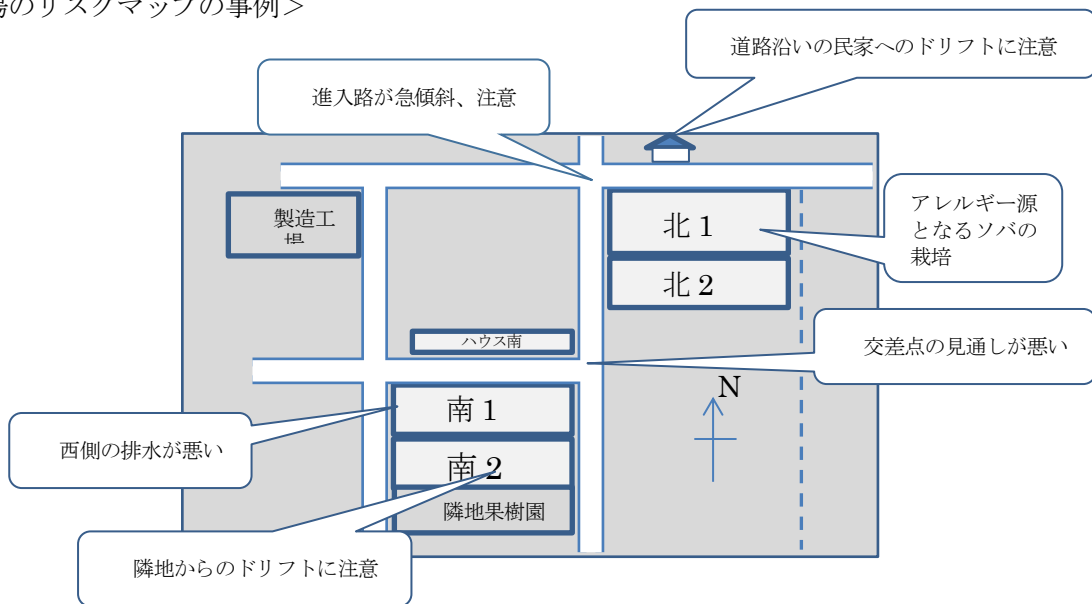 場のリスクマップの事例＞
道路沿いの民家へのドリフトに注意
進入路が急傾斜、注意
製造工
場
北 1
アレルギー源
となるソバの
栽培
北 2
ハウス南
交差点の見通しが悪い
N
南 1
西側の排水が悪い
南 2
隣地果樹園
隣地からのドリフトに注意